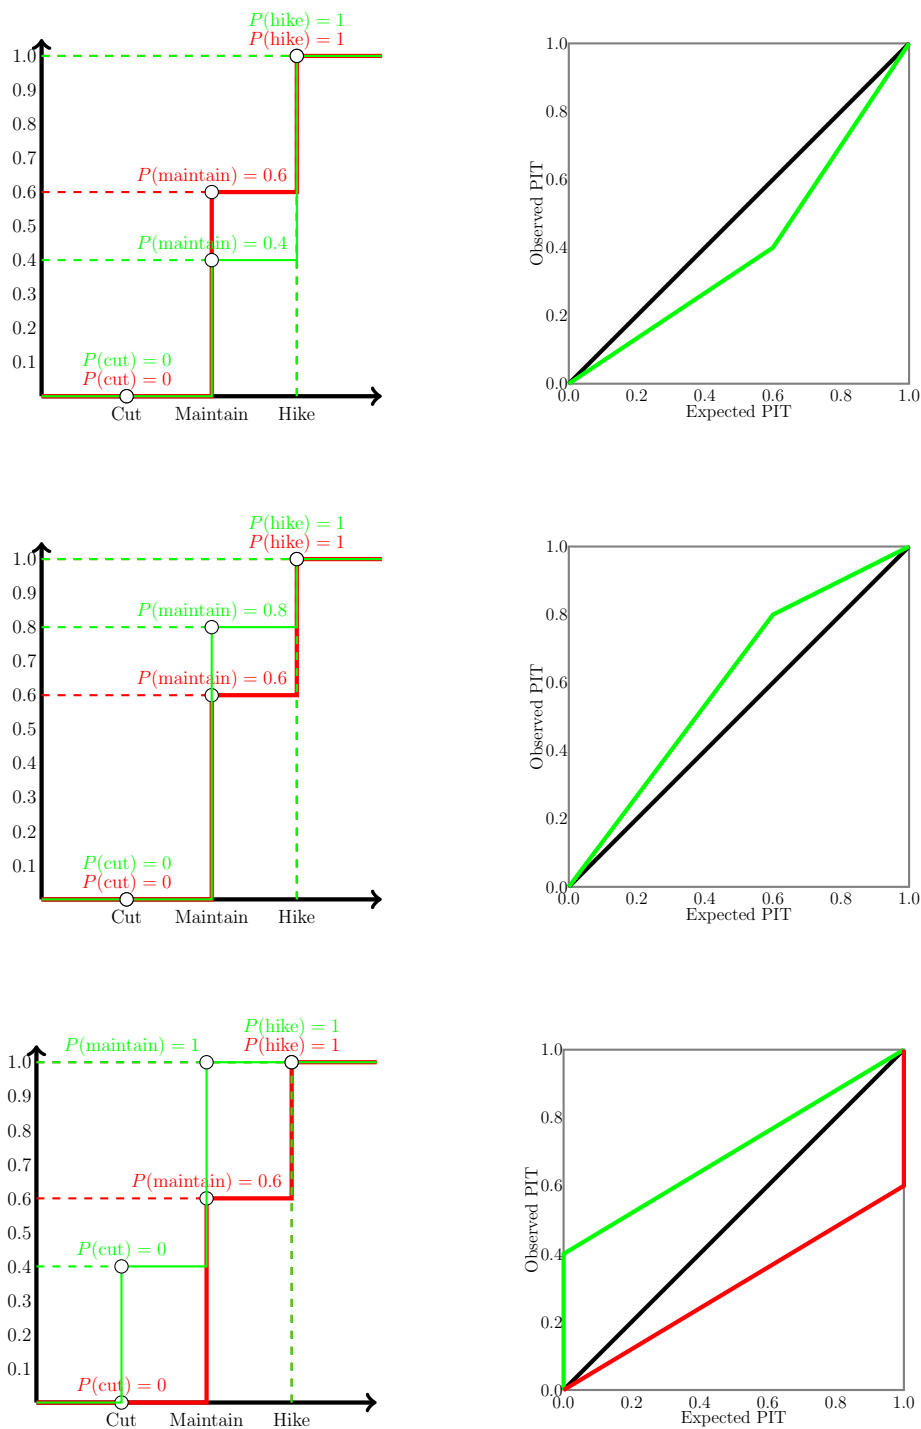 P(hike) = 1
P(hike) = 1
1.0
0.9
0.8
0.7
P(maintain) = 0.6
0.6
0.5
P(maintain) = 0.4
0.4
0.3
0.2
P(cut) = 0
0.1
P(cut) = 0
Cut Maintain Hike
1.0
0.8
0.6
Observed PIT
0.4
0.2
0.0
0.0 0.2 0.4 0.6 0.8 1.0
Expected PIT
P(hike) = 1
P(hike) = 1
1.0
0.9
0.8
P(maintain) = 0.8
0.7
P(maintain) = 0.6
0.6
0.5
0.4
0.3
0.2
P(cut) = 0
0.1
P(cut) = 0
Cut Maintain Hike
1.0
0.8
0.6
Observed PIT
0.4
0.2
0.0
0.0 0.2 0.4 0.6 0.8 1.0
Expected PIT
P(hike) = 1
P(maintain) = 1 P(hike) = 1
1.0
0.9
0.8
0.7
P(maintain) = 0.6
0.6
0.5
P(cut) = 0
0.4
0.3
0.2
0.1
P(cut) = 0
Cut Maintain Hike
1.0
0.8
0.6
Observed PIT
0.4
0.2
0.0
0.0 0.2 0.4 0.6 0.8 1.0
Expected PIT